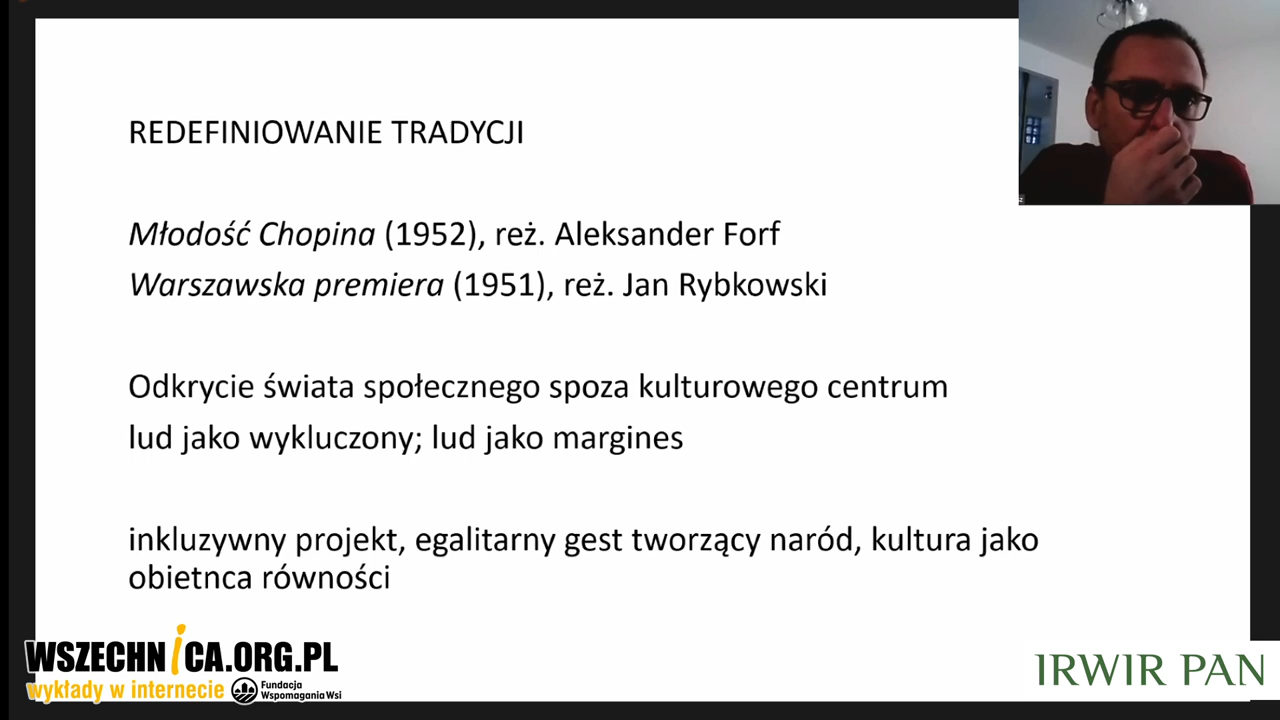 REDEFINIOWANIE TRADYCJI
Młodość Chopina (1952), reż. Aleksander Forf
Warszawska premiera (1951), reż. Jan Rybkowski
Odkrycie świata społecznego spoza kulturowego centrum
lud jako wykluczony; lud jako margines
inkluzywny projekt, egalitarny gest tworzący naród, kultura jako
obietnca równości
WSZECHNICA.ORG.PL
wykłady w internecie
Fundacja
Wspomagania Wsi
IRWIR PAN